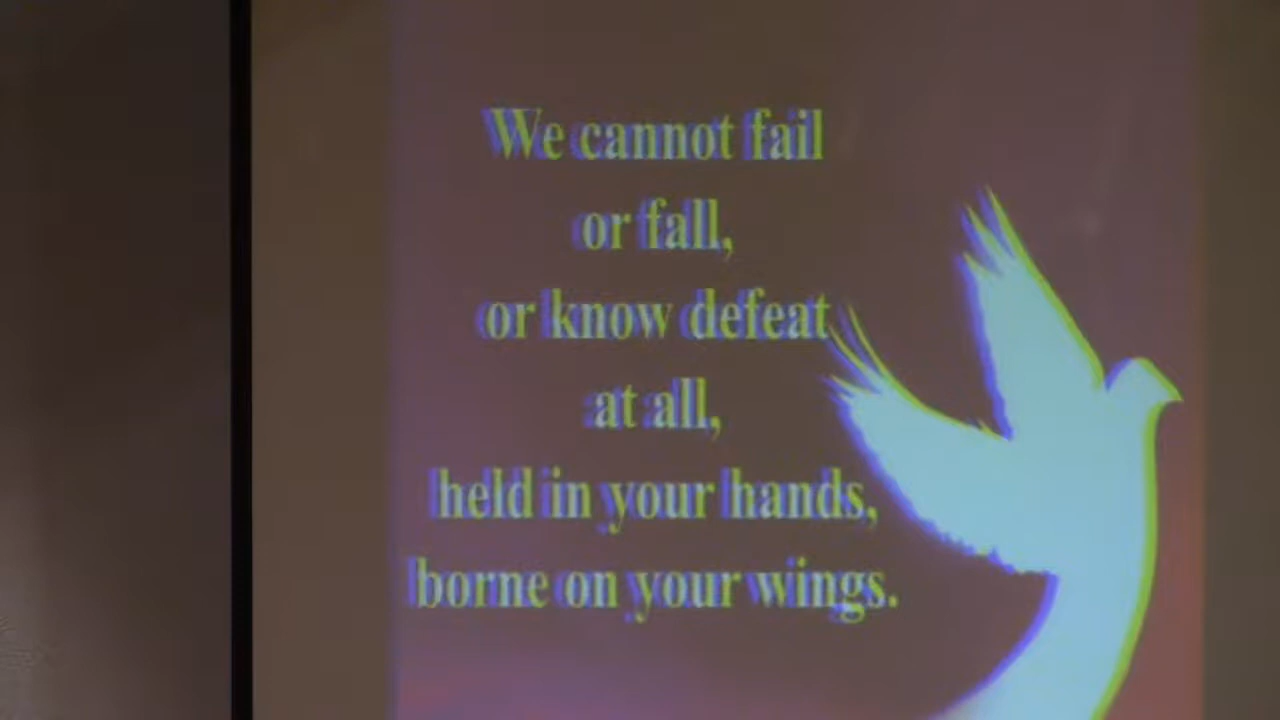 We cannot fail
or fall,
or know defeat
at all,
held in your hands,
borne on your wings.